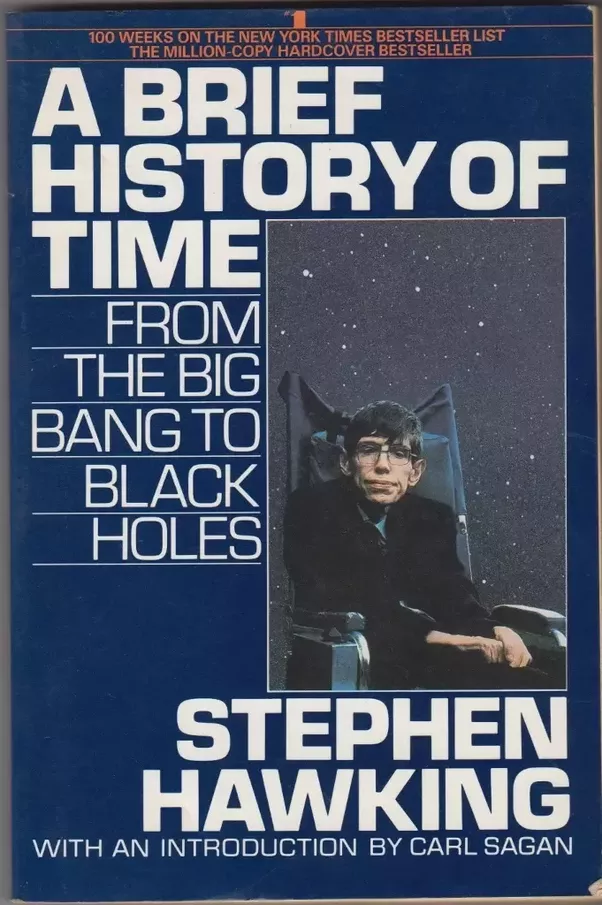 #1
100 WEEKS ON THE NEW YORK TIMES BESTSELLER LIST
THE MILLION-COPY HARDCOVER BESTSELLER
A BRIEF
HISTORY OF
TIME
FROM
THE BIG
BANG TO
BLACK
HOLES
STEPHEN
HAWKING
WITH AN INTRODUCTION BY CARL SAGAN